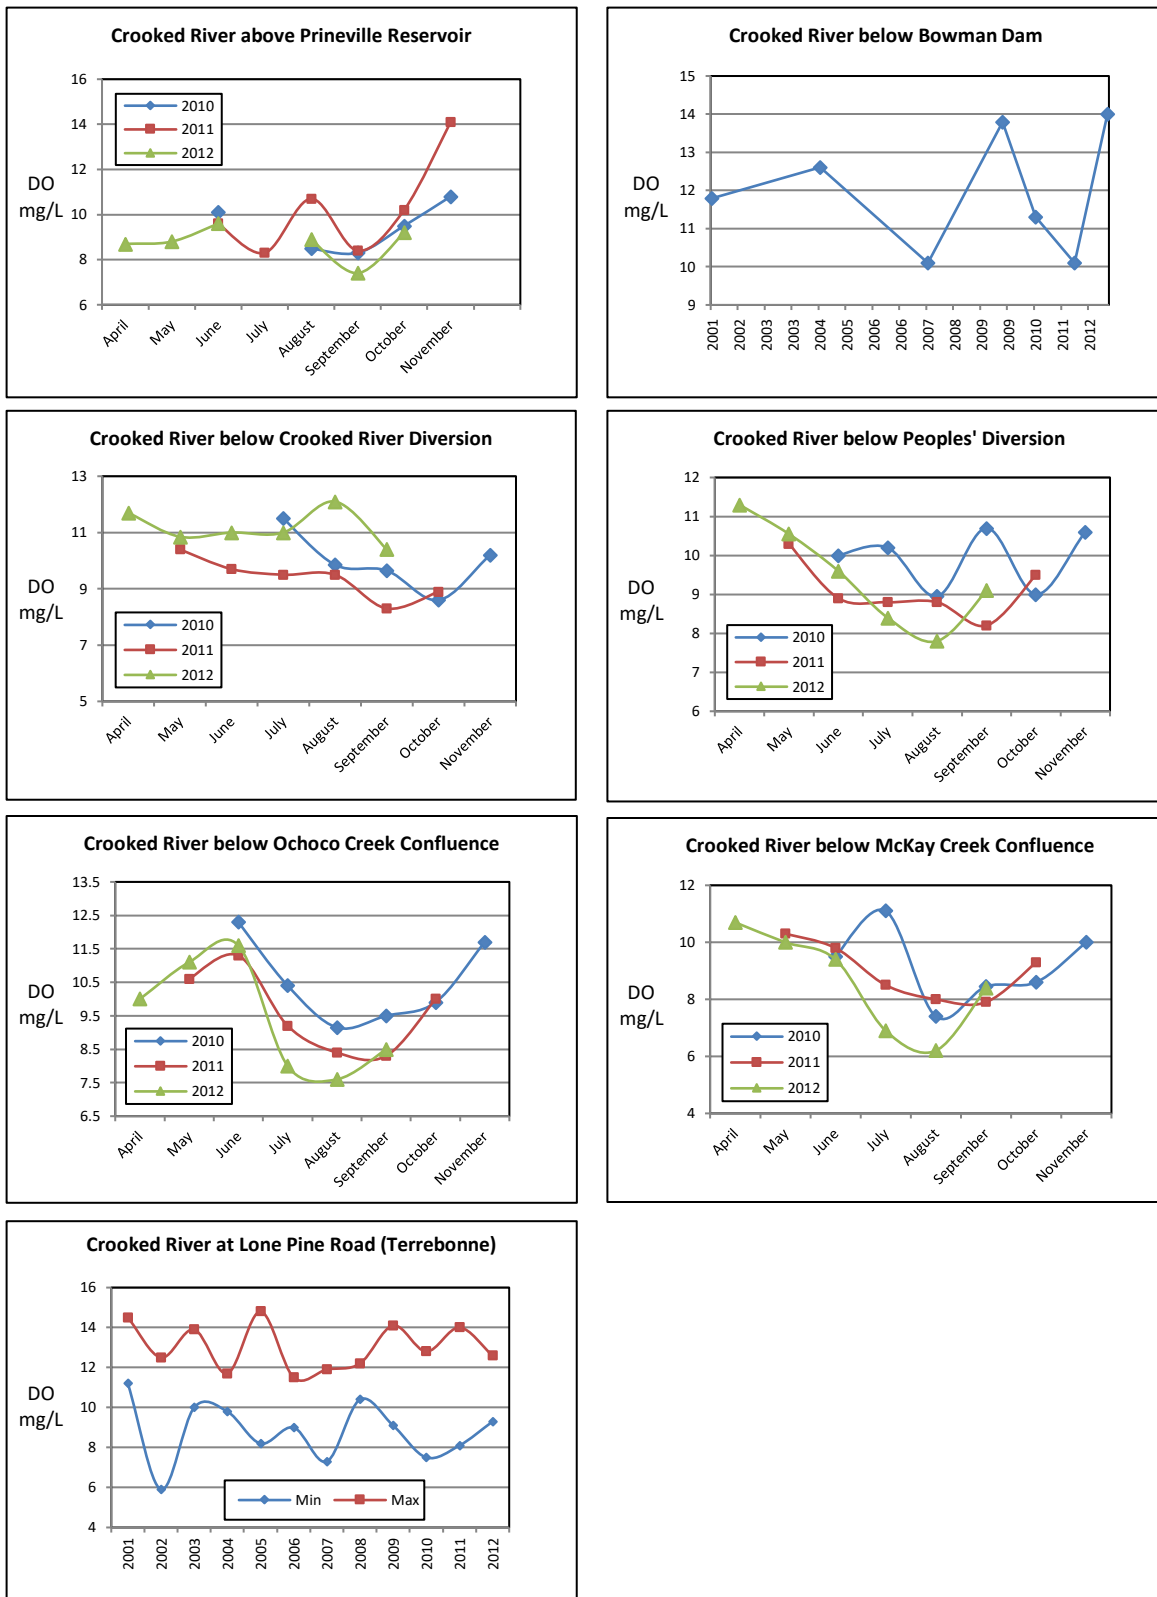 Crooked River above Prineville Reservoir
16
14
12
10
8
6
DO
mg/L
2010
2011
2012
April
May
June
July
August
September
October
November
Crooked River below Bowman Dam
15
14
13
12
11
10
9
DO
mg/L
2001
2002
2003
2003
2004
2005
2006
2006
2007
2008
2009
2009
2010
2011
2012
Crooked River below Crooked River Diversion
13
11
9
7
5
DO
mg/L
2010
2011
2012
April
May
June
July
August
September
October
November
Crooked River below Peoples' Diversion
12
11
10
9
8
7
6
DO
mg/L
2010
2011
2012
April
May
June
July
August
September
October
November
Crooked River below Ochoco Creek Confluence
13.5
12.5
11.5
10.5
9.5
8.5
7.5
6.5
DO
mg/L
2010
2011
2012
April
May
June
July
August
September
October
November
Crooked River below McKay Creek Confluence
12
10
8
6
4
DO
mg/L
2010
2011
2012
April
May
June
July
August
September
October
November
Crooked River at Lone Pine Road (Terrebonne)
16
14
12
10
8
6
4
DO
mg/L
Min Max
2001
2002
2003
2004
2005
2006
2007
2008
2009
2010
2011
2012